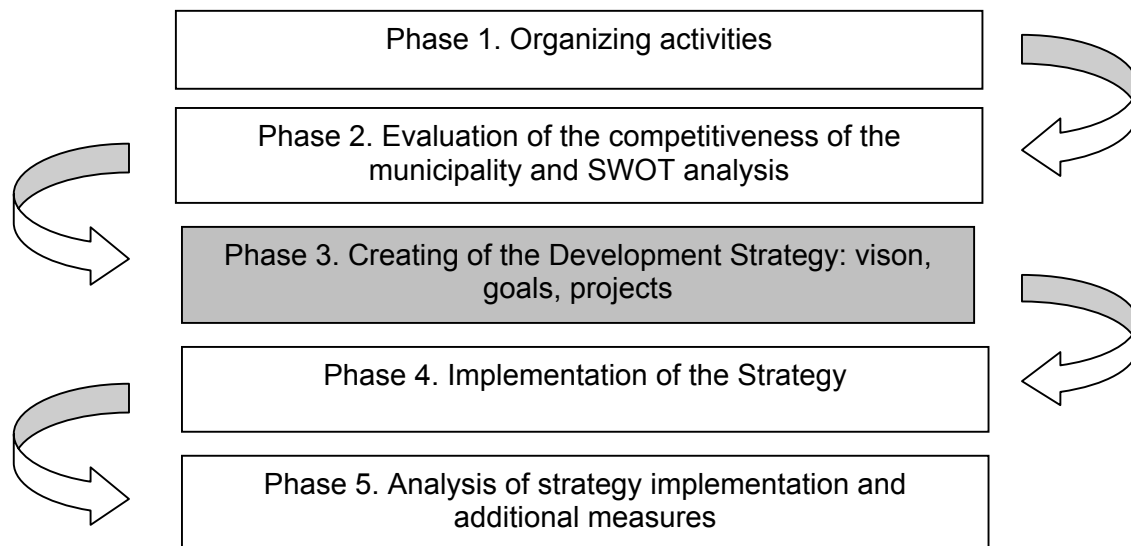 Phase 1. Organizing activities
Phase 2. Evaluation of the competitiveness of the
municipality and SWOT analysis
Phase 3. Creating of the Development Strategy: vison,
goals, projects
Phase 4. Implementation of the Strategy
Phase 5. Analysis of strategy implementation and
additional measures